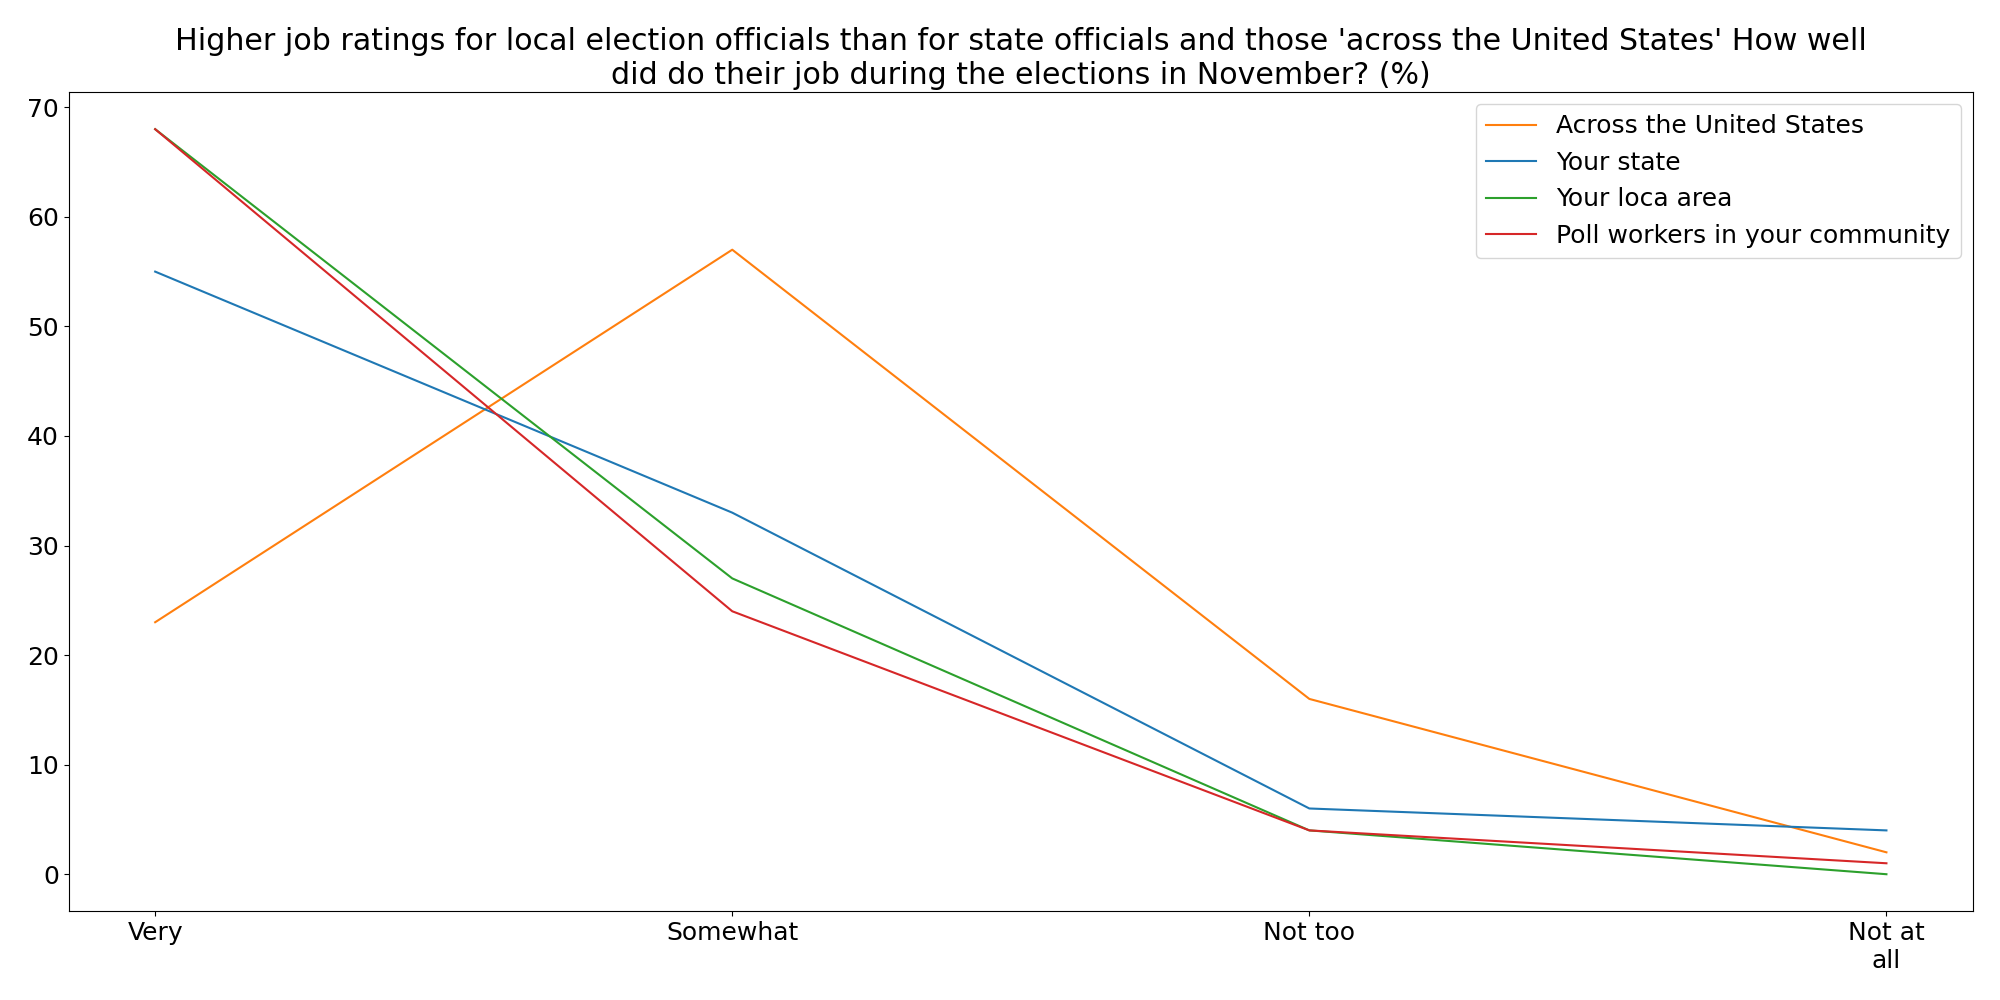 Higher job ratings for local election officials than for state officials and those 'across the United States' How well
did do their job during the elections in November? (%)
70
60
50
40
30
20
10
0
Across the United States
Your state
Your loca area
Poll workers in your community
Very
Somewhat
Not too
Not at
all